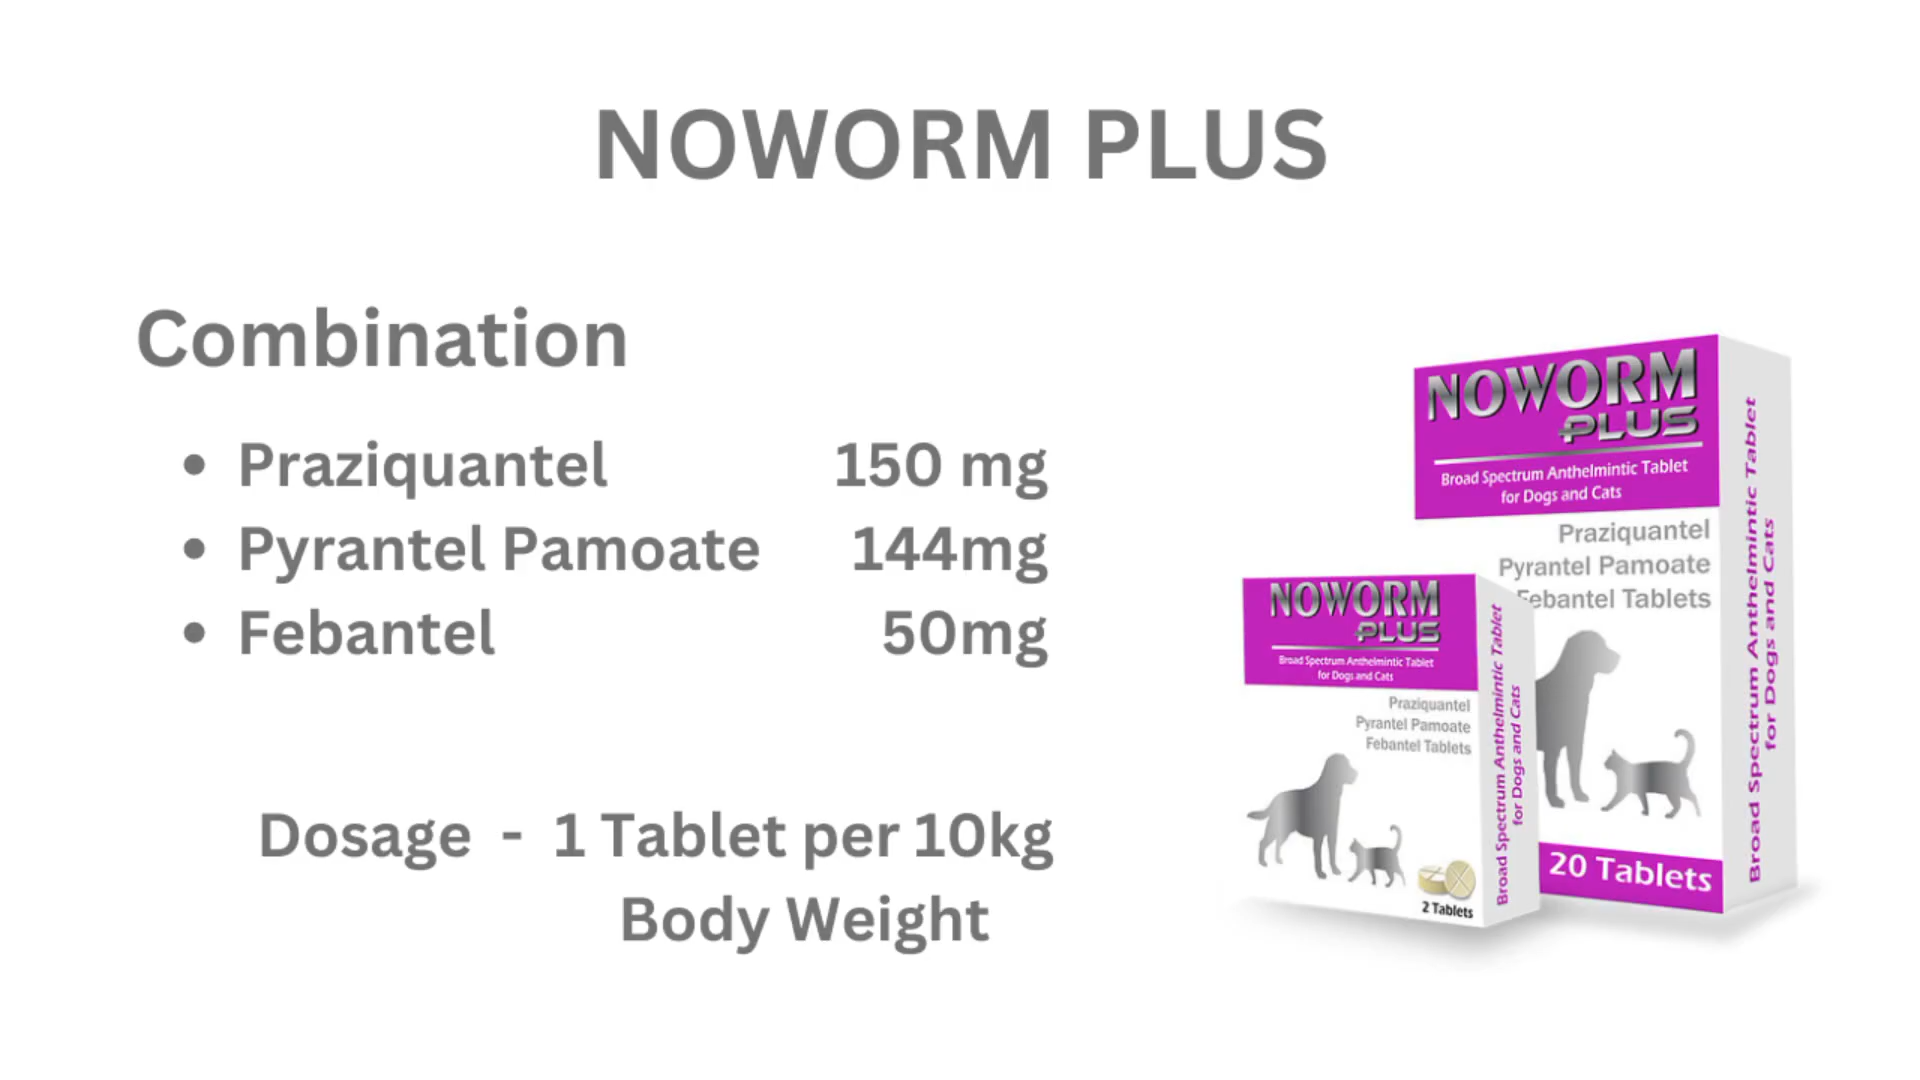 NOWORM PLUS
Combination
• Praziquantel 150 mg
• Pyrantel Pamoate 144mg
• Febantel 50mg
Dosage - 1 Tablet per 10kg
Body Weight
NOWORM
PLUS
Broad Spectrum Anthelmintic Tablet
for Dogs and Cats
Praziquantel
Pyrantel Pamoate
Febantel Tablets
20 Tablets
Broad Spectrum Anthelmintic Tablet
for Dogs and Cats
NOWORM
PLUS
Broad Spectrum Anthelmintic Tablet
for Dogs and Cats
Praziquantel
Pyrantel Pamoate
Febantel Tablets
2 Tablets
Broad Spectrum Anthelmintic Tablet
for Dogs and Cats